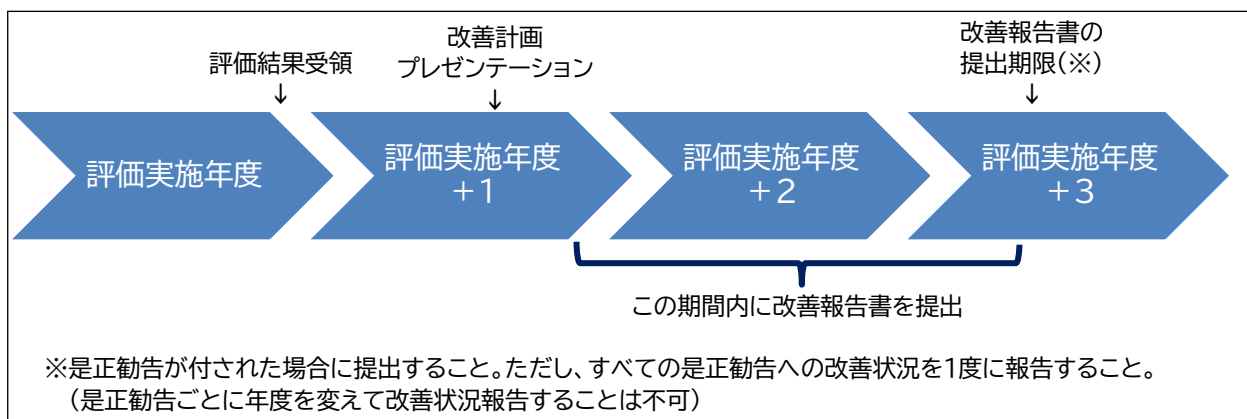 評価結果受領
↓
改善計画
プレゼンテーション
↓
改善報告書の
提出期限(※)
↓
評価実施年度
評価実施年度
+1
評価実施年度
+2
評価実施年度
+3
この期間内に改善報告書を提出
※是正勧告が付された場合に提出すること。ただし、すべての是正勧告への改善状況を1度に報告すること。
（是正勧告ごとに年度を変えて改善状況報告することは不可）